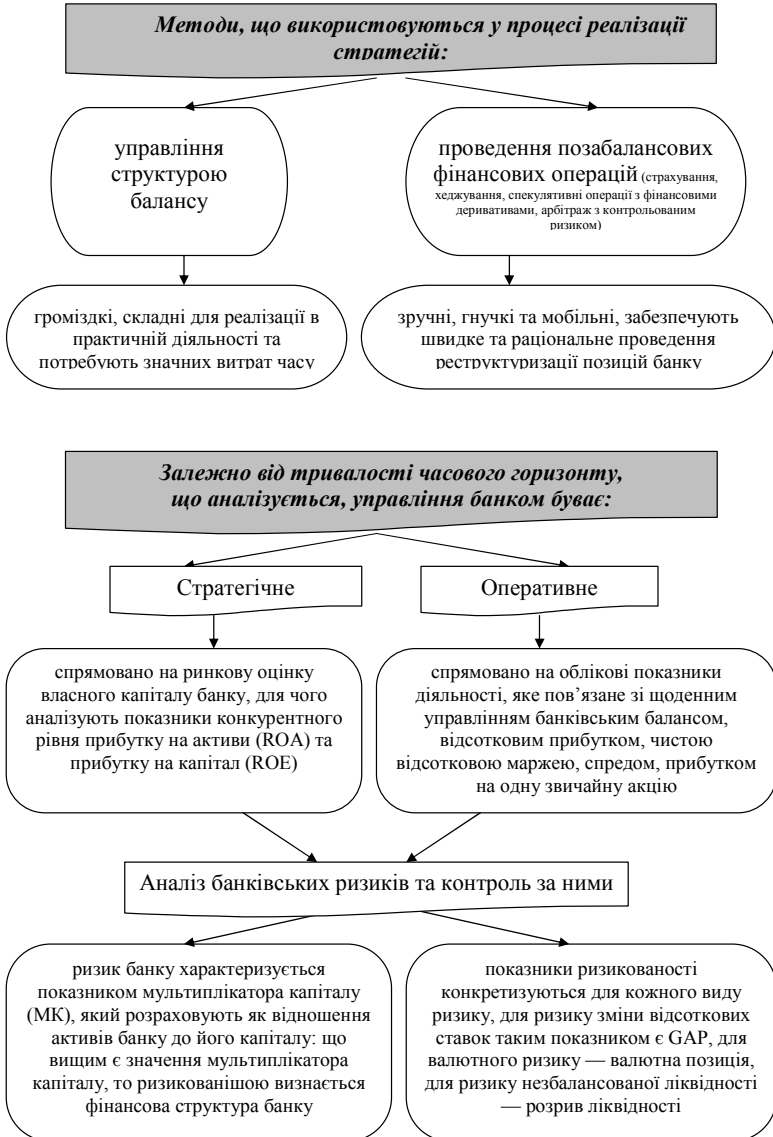 Методи, що використовуються у процесі реалізації
стратегій:
управління
структурою
балансу
проведення позабалансових
фінансових операцій (страхування,
хеджування, спекулятивні операції з фінансовими
деривативами, арбітраж з контрольованим
ризиком)
громіздкі, складні для реалізації в
практичній діяльності та
потребують значних витрат часу
зручні, гнучкі та мобільні, забезпечують
швидке та раціональне проведення
реструктуризації позицій банку
Залежно від тривалості часового горизонту,
що аналізується, управління банком буває:
Стратегічне
Оперативне
спрямовано на ринкову оцінку
власного капіталу банку, для чого
аналізують показники конкурентного
рівня прибутку на активи (ROA) та
прибутку на капітал (ROE)
спрямовано на облікові показники
діяльності, яке пов’язане зі щоденним
управлінням банківським балансом,
відсотковим прибутком, чистою
відсотковою маржею, спредом, прибутком
на одну звичайну акцію
Аналіз банківських ризиків та контроль за ними
ризик банку характеризується
показником мультиплікатора капіталу
(МК), який розраховують як відношення
активів банку до його капіталу: що
вищим є значення мультиплікатора
капіталу, то ризикованішою визнається
фінансова структура банку
показники ризикованості
конкретизуються для кожного виду
ризику, для ризику зміни відсоткових
ставок таким показником є GAP, для
валютного ризику — валютна позиція,
для ризику незбалансованої ліквідності
— розрив ліквідності